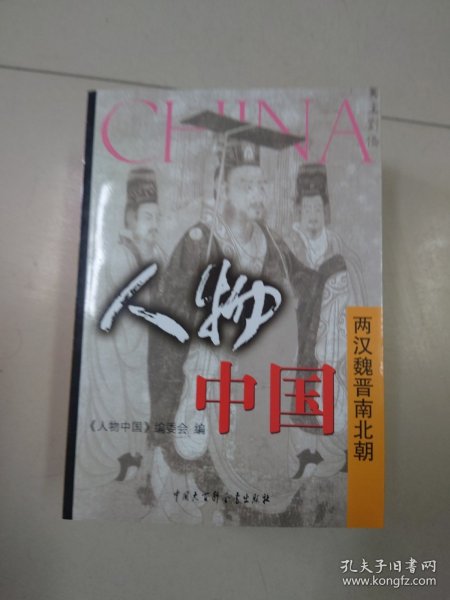 CHINA
人物
中国
两汉魏晋南北朝
《人物中国》编委会 编
中国大百科全书出版社
孔夫子旧书网
www.kongfz.com